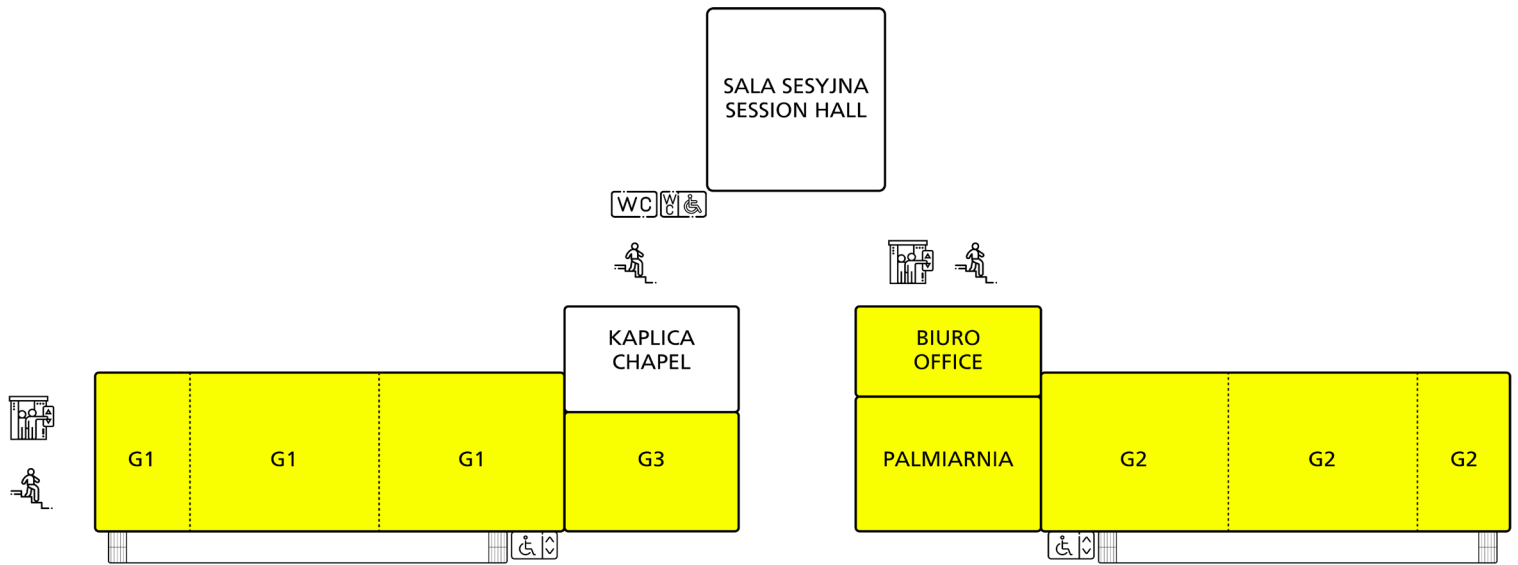 SALA SESYJNA
SESSION HALL
WC
WC
KAPLICA
CHAPEL
BIURO
OFFICE
G1
G1
G1
G3
PALMIARNIA
G2
G2
G2